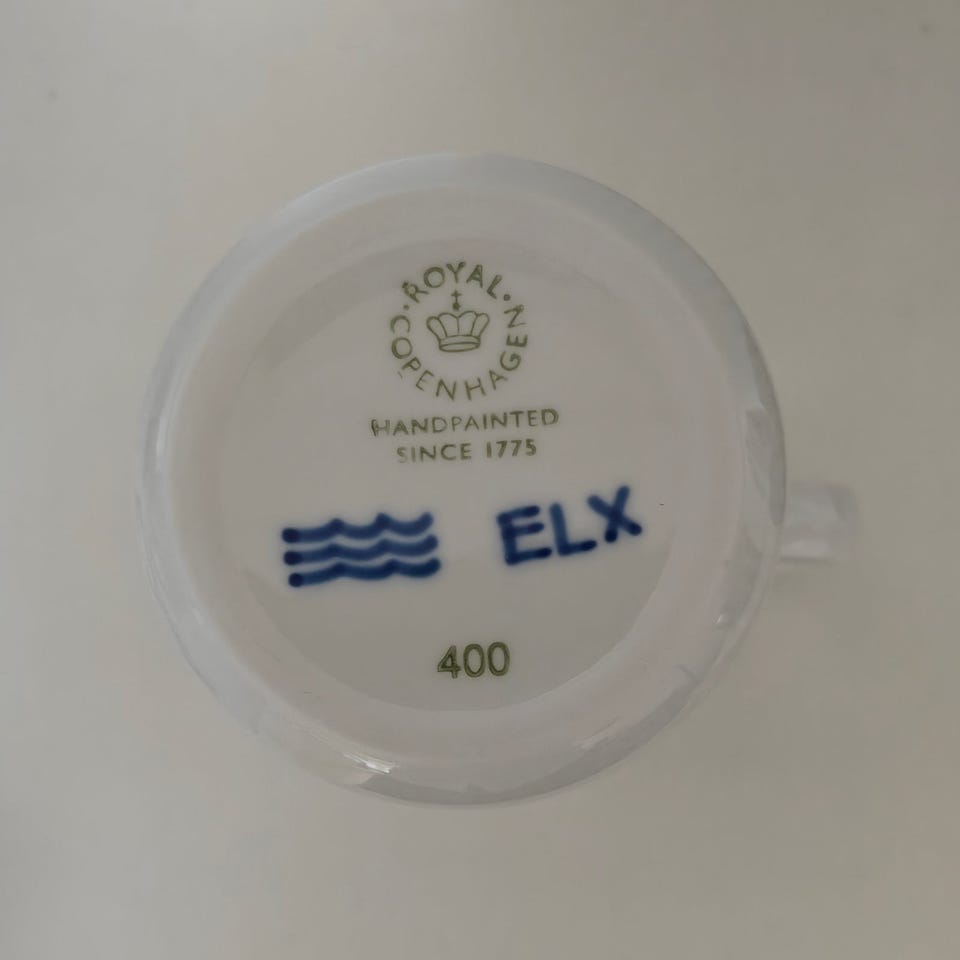 ROYAL
COPENHAGEN
HANDPAINTED
SINCE 1775
ELX
400